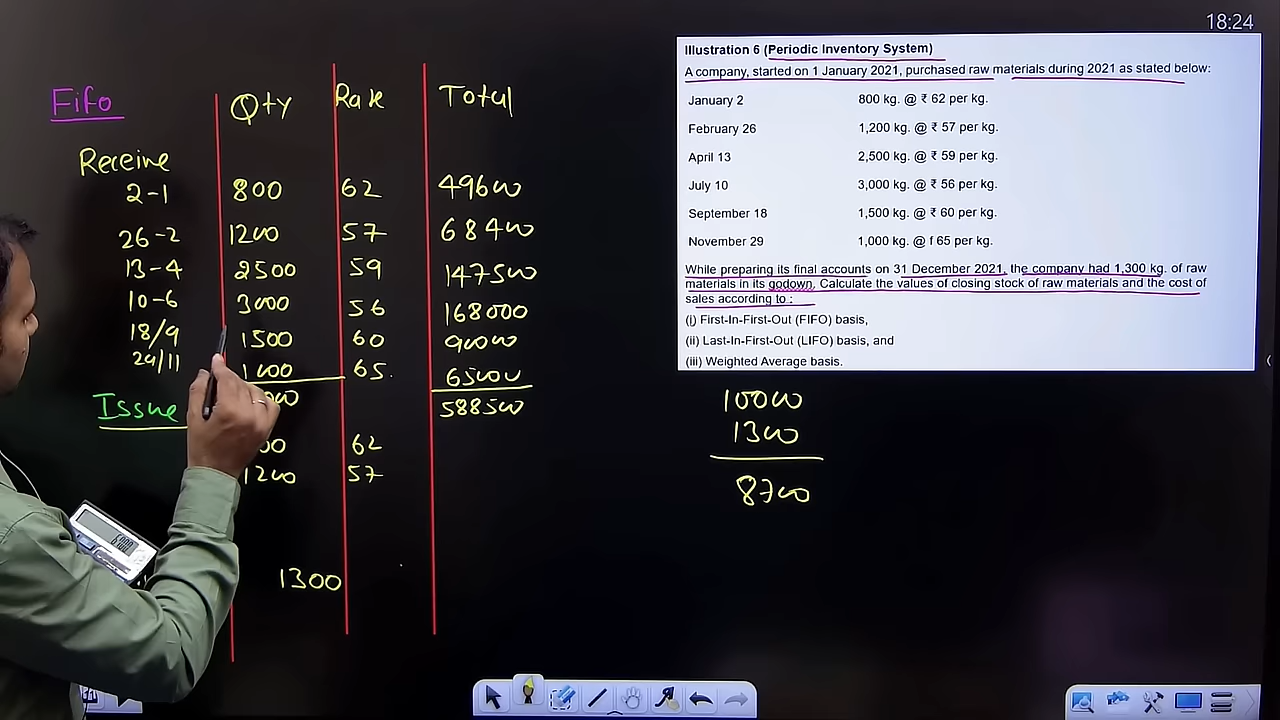 18:24
Fifo
Qty Rate Total
Receive
2-1 800 62 49600
26-2 1200 57 68400
13-4 2500 59 147500
10-6 3000 56 168000
18/9 1500 60 90000
29/11 1000 65. 65000
588500
Issue
62
1200 57
1300
Illustration 6 (Periodic Inventory System)
A company, started on 1 January 2021, purchased raw materials during 2021 as stated below:
January 2 800 kg. @ ₹ 62 per kg.
February 26 1,200 kg. @ ₹ 57 per kg.
April 13 2,500 kg. @ ₹ 59 per kg.
July 10 3,000 kg. @ ₹ 56 per kg.
September 18 1,500 kg. @ ₹ 60 per kg.
November 29 1,000 kg. @ f 65 per kg.
While preparing its final accounts on 31 December 2021, the company had 1,300 kg. of raw
materials in its godown. Calculate the values of closing stock of raw materials and the cost of
sales according to :
(i) First-In-First-Out (FIFO) basis,
(ii) Last-In-First-Out (LIFO) basis, and
(iii) Weighted Average basis.
10000
1300
8700